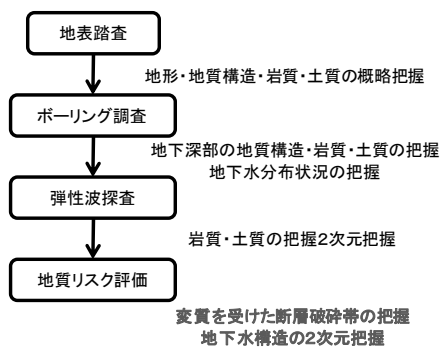 地表踏査
地形・地質構造・岩質・土質の概略把握
ボーリング調査
地下深部の地質構造・岩質・土質の把握
地下水分布状況の把握
弾性波探査
岩質・土質の把握2次元把握
地質リスク評価
変質を受けた断層破砕帯の把握
地下水構造の2次元把握